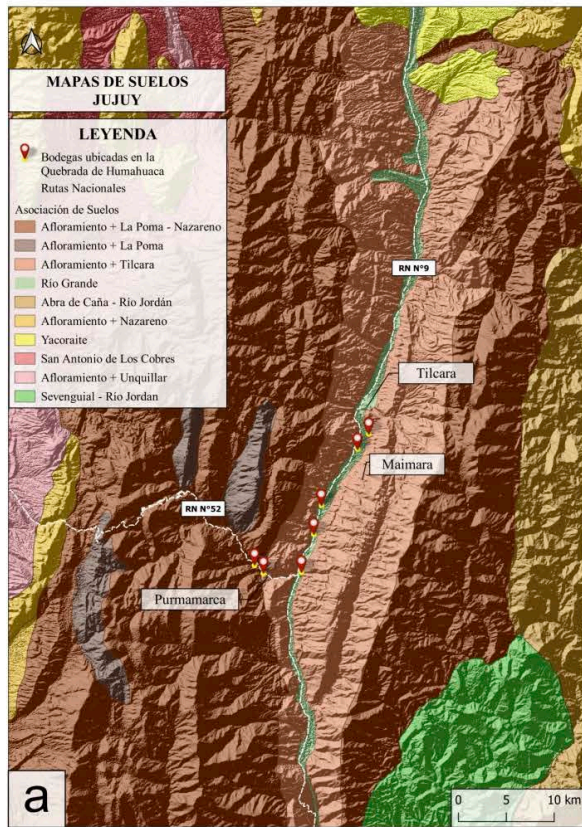 MAPAS DE SUELOS
JUJUY
LEYENDA
Bodegas ubicadas en la
Quebrada de Humahuaca
Rutas Nacionales
Asociación de Suelos
Afloramiento + La Poma - Nazareno
Afloramiento + La Poma
Afloramiento + Tilcara
Río Grande
Abra de Caña - Río Jordán
Afloramiento + Nazareno
Yacoraite
San Antonio de Los Cobres
Afloramiento + Unquillar
Sevenguial - Río Jordan
RN N°9
Tilcara
Maimara
RN N°52
Purmamarca
a
0 5 10 km